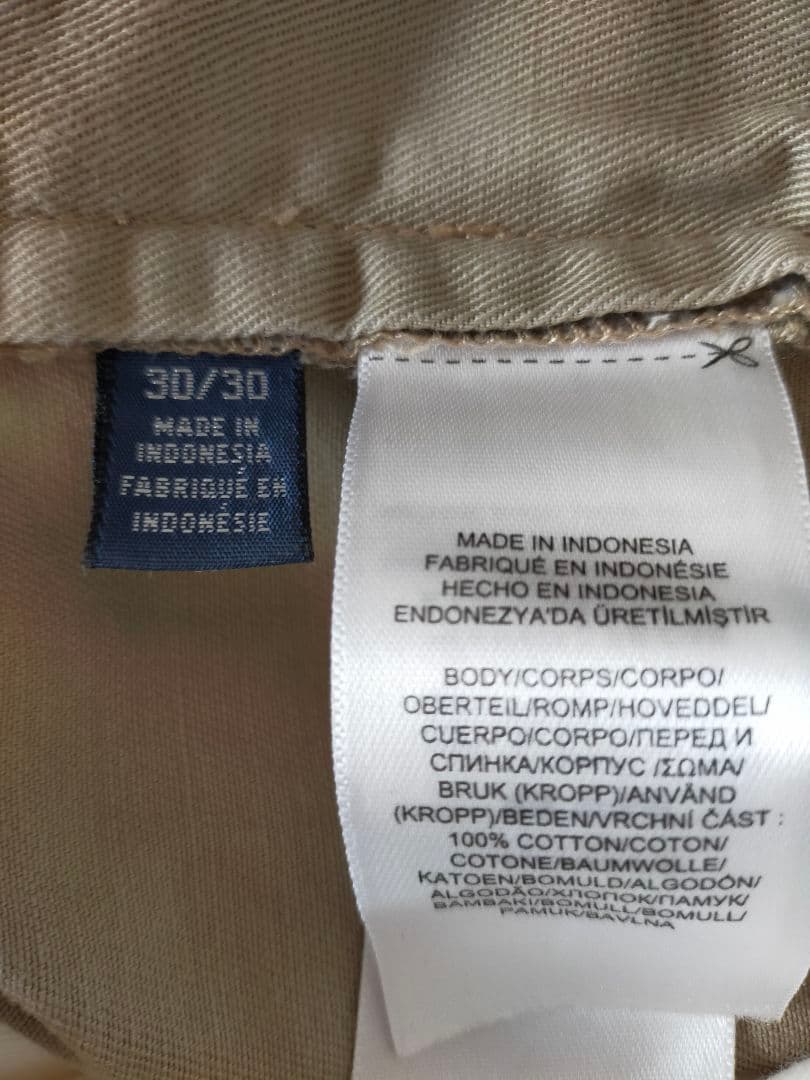 30/30
MADE IN
INDONESIA
FABRIQUÉ EN
INDONÉSIE
MADE IN INDONESIA
FABRIQUÉ EN INDONÉSIE
HECHO EN INDONESIA
ENDONEZYA'DA ÜRETİLMİŞTİR
BODY/CORPS/CORPO/
OBERTEIL/ROMP/HOVEDDEL/
CUERPO/CORPO/ПЕРЕД И
СПИНКА/КОРПУС /ΣΩΜΑ/
BRUK (KROPP)/ANVÄND
(KROPP)/BEDEN/VRCHNÍ ČÁST :
100% COTTON/COTON/
COTONE/BAUMWOLLE/
KATOEN/BOMULD/ALGODÓN/
ALGODÃO/ХЛОПОК/ПАМУК/
BAMBAKI/BOMULL/BOMULL/
PAMUK/BAVLNA